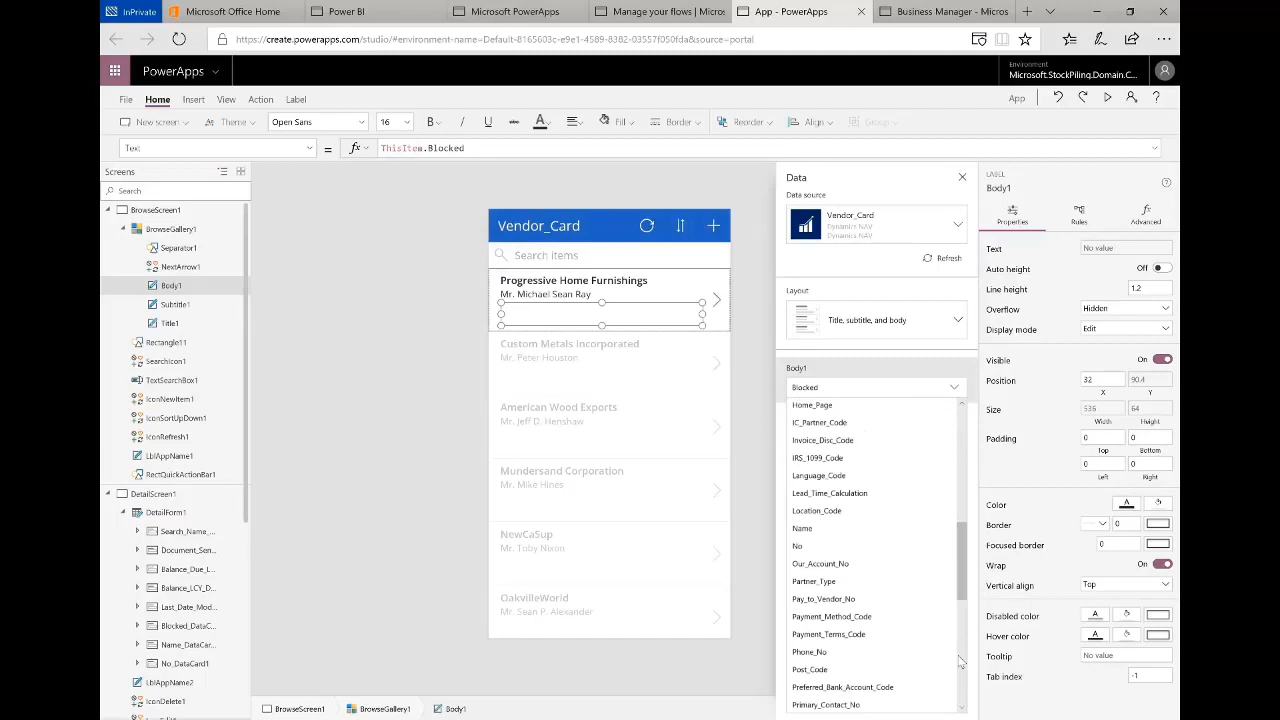 InPrivate
Microsoft Office Home
Power BI
Microsoft PowerApps
Manage your flows | Micros
App - PowerApps
Business Manager - Micros
https://create.powerapps.com/studio/#environment-name=Default-8165603c-e9e1-4589-8382-03557f050fda&source=portal
PowerApps
Environment
Microsoft.StockPiling.Domain.C...
File Home Insert View Action Label
App
New screen Theme Open Sans 16 B I U abc A Fill Border Reorder Align Group
Text = fx ThisItem.Blocked
Screens
Search
BrowseScreen1
BrowseGallery1
Separator1
NextArrow1
Body1
Subtitle1
Title1
Rectangle11
SearchIcon1
TextSearchBox1
IconNewItem1
IconSortUpDown1
IconRefresh1
LblAppName1
RectQuickActionBar1
DetailScreen1
DetailForm1
Search_Name_...
Document_Sen...
Balance_Due_L...
Balance_LCY_D...
Last_Date_Mod...
Blocked_DataC...
Name_DataCar...
No_DataCard1
LblAppName2
IconDelete1
Vendor_Card
Search items
Progressive Home Furnishings
Mr. Michael Sean Ray
Custom Metals Incorporated
Mr. Peter Houston
American Wood Exports
Mr. Jeff D. Henshaw
Mundersand Corporation
Mr. Mike Hines
NewCaSup
Mr. Toby Nixon
OakvilleWorld
Mr. Sean P. Alexander
BrowseScreen1 BrowseGallery1 Body1
Data
Data source
Vendor_Card
Dynamics NAV
Dynamics NAV
Refresh
Layout
Title, subtitle, and body
Body1
Blocked
Home_Page
IC_Partner_Code
Invoice_Disc_Code
IRS_1099_Code
Language_Code
Lead_Time_Calculation
Location_Code
Name
No
Our_Account_No
Partner_Type
Pay_to_Vendor_No
Payment_Method_Code
Payment_Terms_Code
Phone_No
Post_Code
Preferred_Bank_Account_Code
Primary_Contact_No
LABEL
Body1
Properties Rules Advanced
Text No value
Auto height Off
Line height 1.2
Overflow Hidden
Display mode Edit
Visible On
Position 32 90.4
X Y
Size 536 64
Width Height
Padding 0 0
Top Bottom
0 0
Left Right
Color
Border 0
Focused border 0
Wrap On
Vertical align Top
Disabled color
Hover color
Tooltip No value
Tab index -1